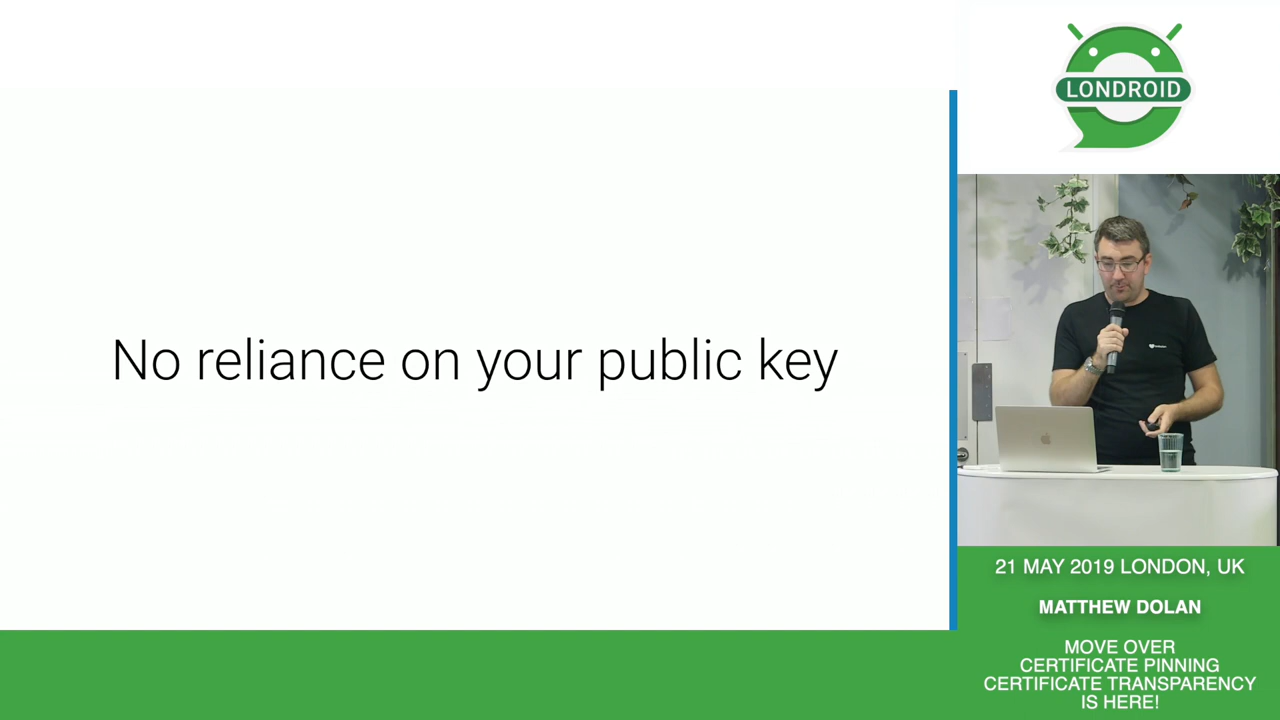 No reliance on your public key
LONDROID
21 MAY 2019 LONDON, UK
MATTHEW DOLAN
MOVE OVER
CERTIFICATE PINNING
CERTIFICATE TRANSPARENCY
IS HERE!